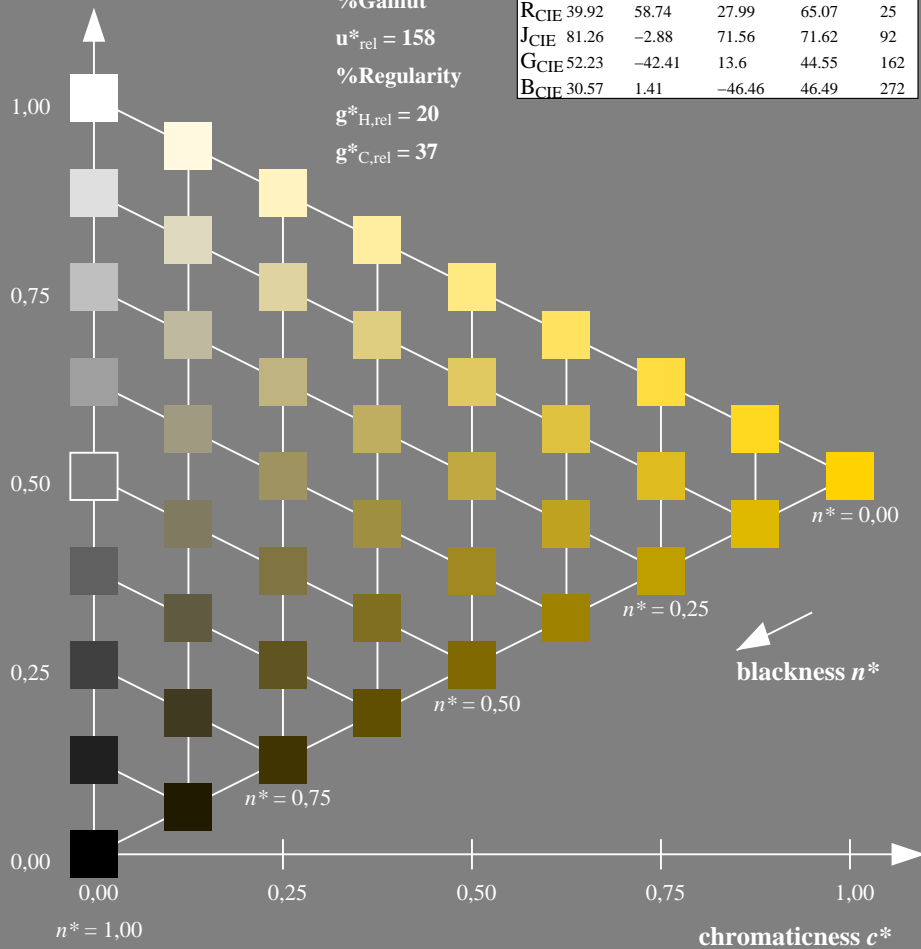 %Gamut
u*rel = 158
%Regularity
g*H,rel = 20
g*C,rel = 37
RCIE 39.92 58.74 27.99 65.07 25
JCIE 81.26 −2.88 71.56 71.62 92
GCIE 52.23 −42.41 13.6 44.55 162
BCIE 30.57 1.41 −46.46 46.49 272
1,00
0,75
0,50
0,25
0,00
n* = 0,00
n* = 0,25
blackness n*
n* = 0,50
n* = 0,75
0,00 0,25 0,50 0,75 1,00
n* = 1,00
chromaticness c*